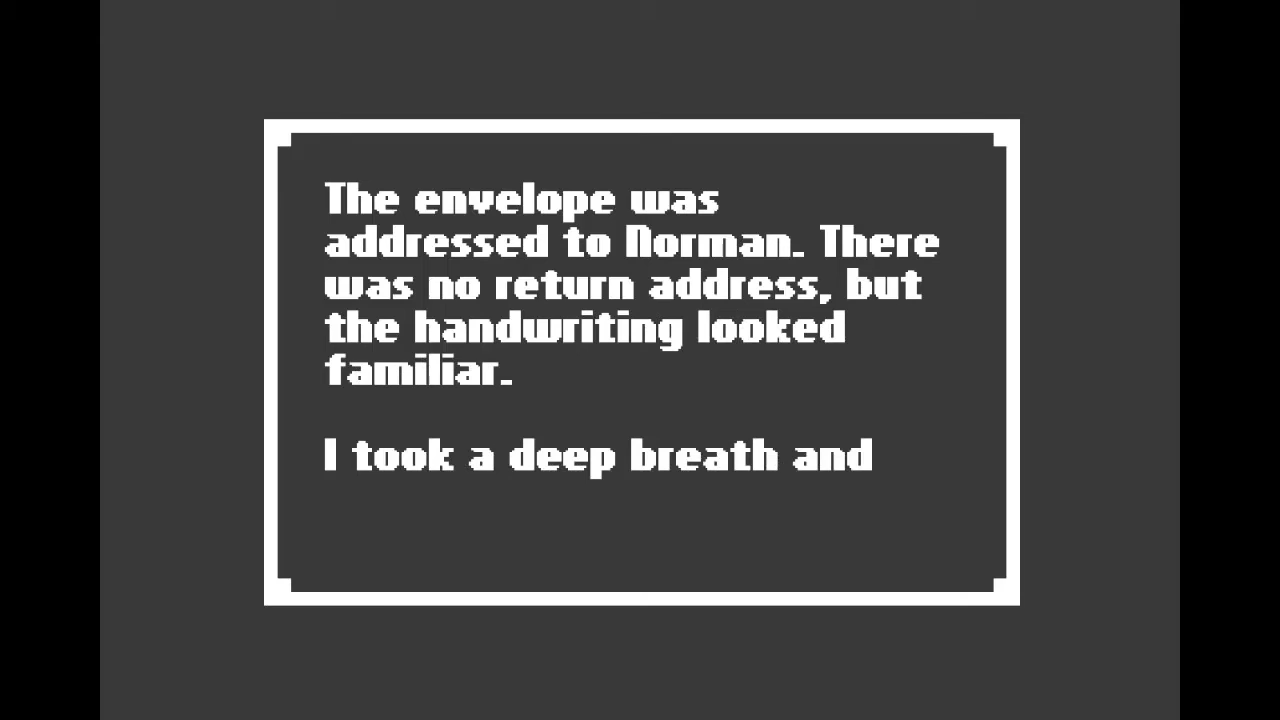 The envelope was
addressed to Norman. There
was no return address, but
the handwriting looked
familiar.
I took a deep breath and